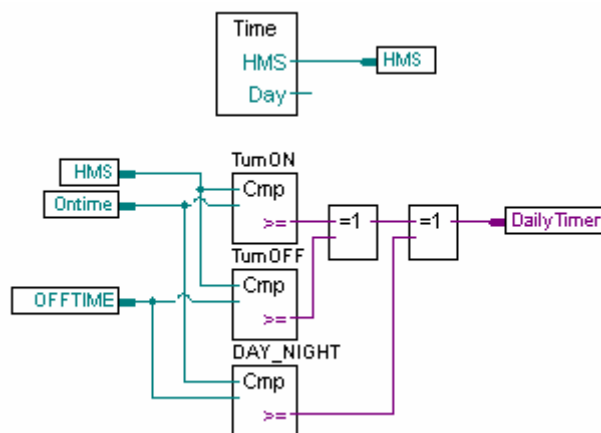 Time
HMS
HMS
Day
TurnON
HMS
Cmp
Ontime
>=
=1
=1
DailyTimer
TurnOFF
Cmp
OFFTIME
>=
DAY_NIGHT
Cmp
>=